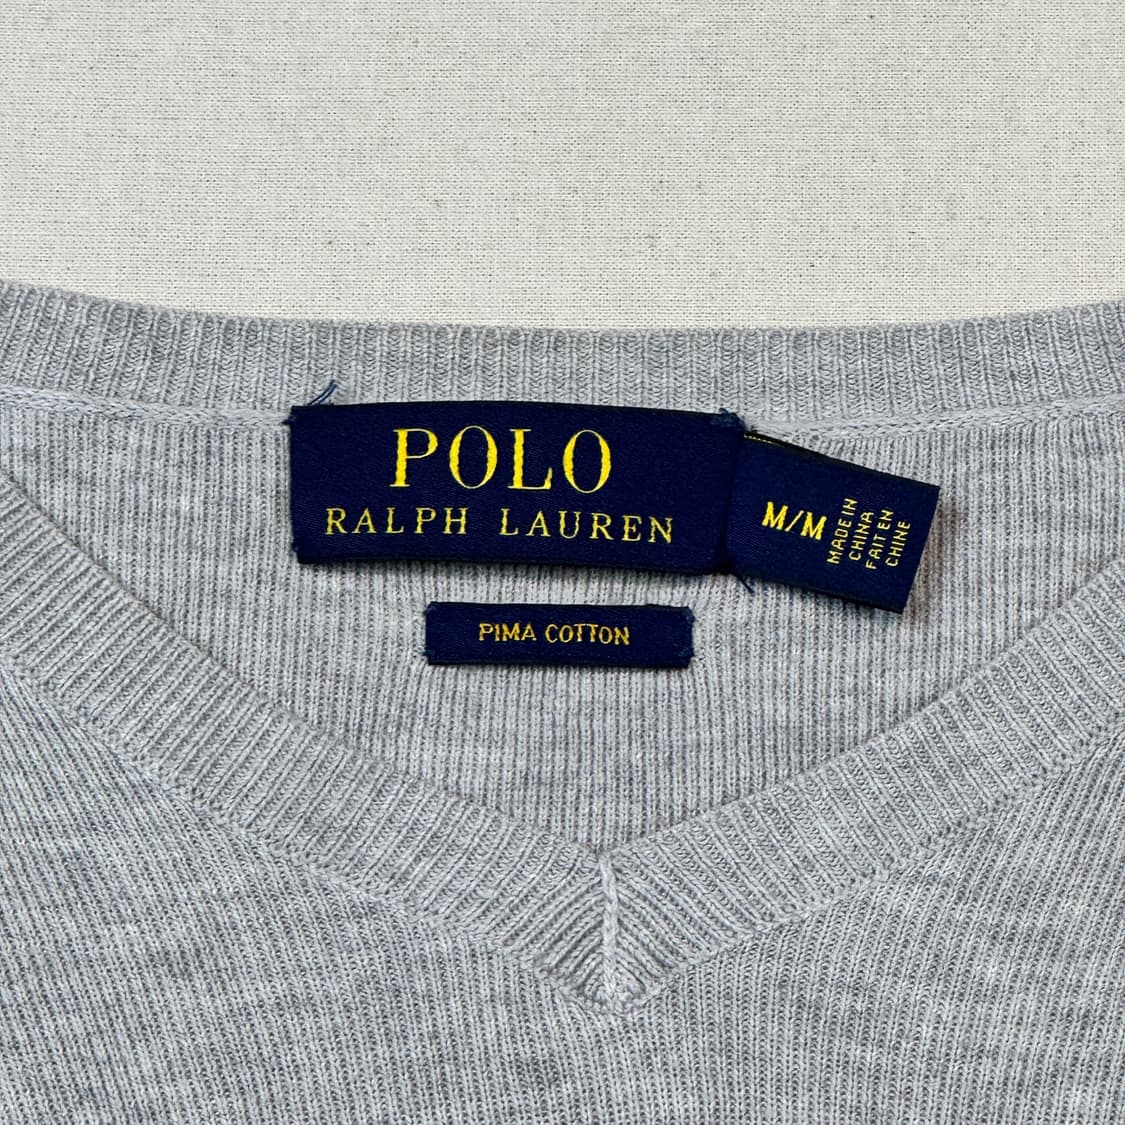 POLO
RALPH LAUREN
M/M
MADE IN
CHINA
FAIT EN
CHINE
PIMA COTTON